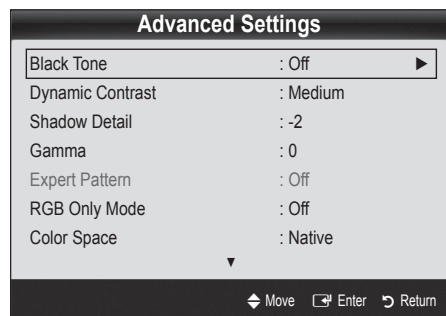 Advanced Settings
Black Tone : Off ▶
Dynamic Contrast : Medium
Shadow Detail : -2
Gamma : 0
Expert Pattern : Off
RGB Only Mode : Off
Color Space : Native
▼
Move Enter Return